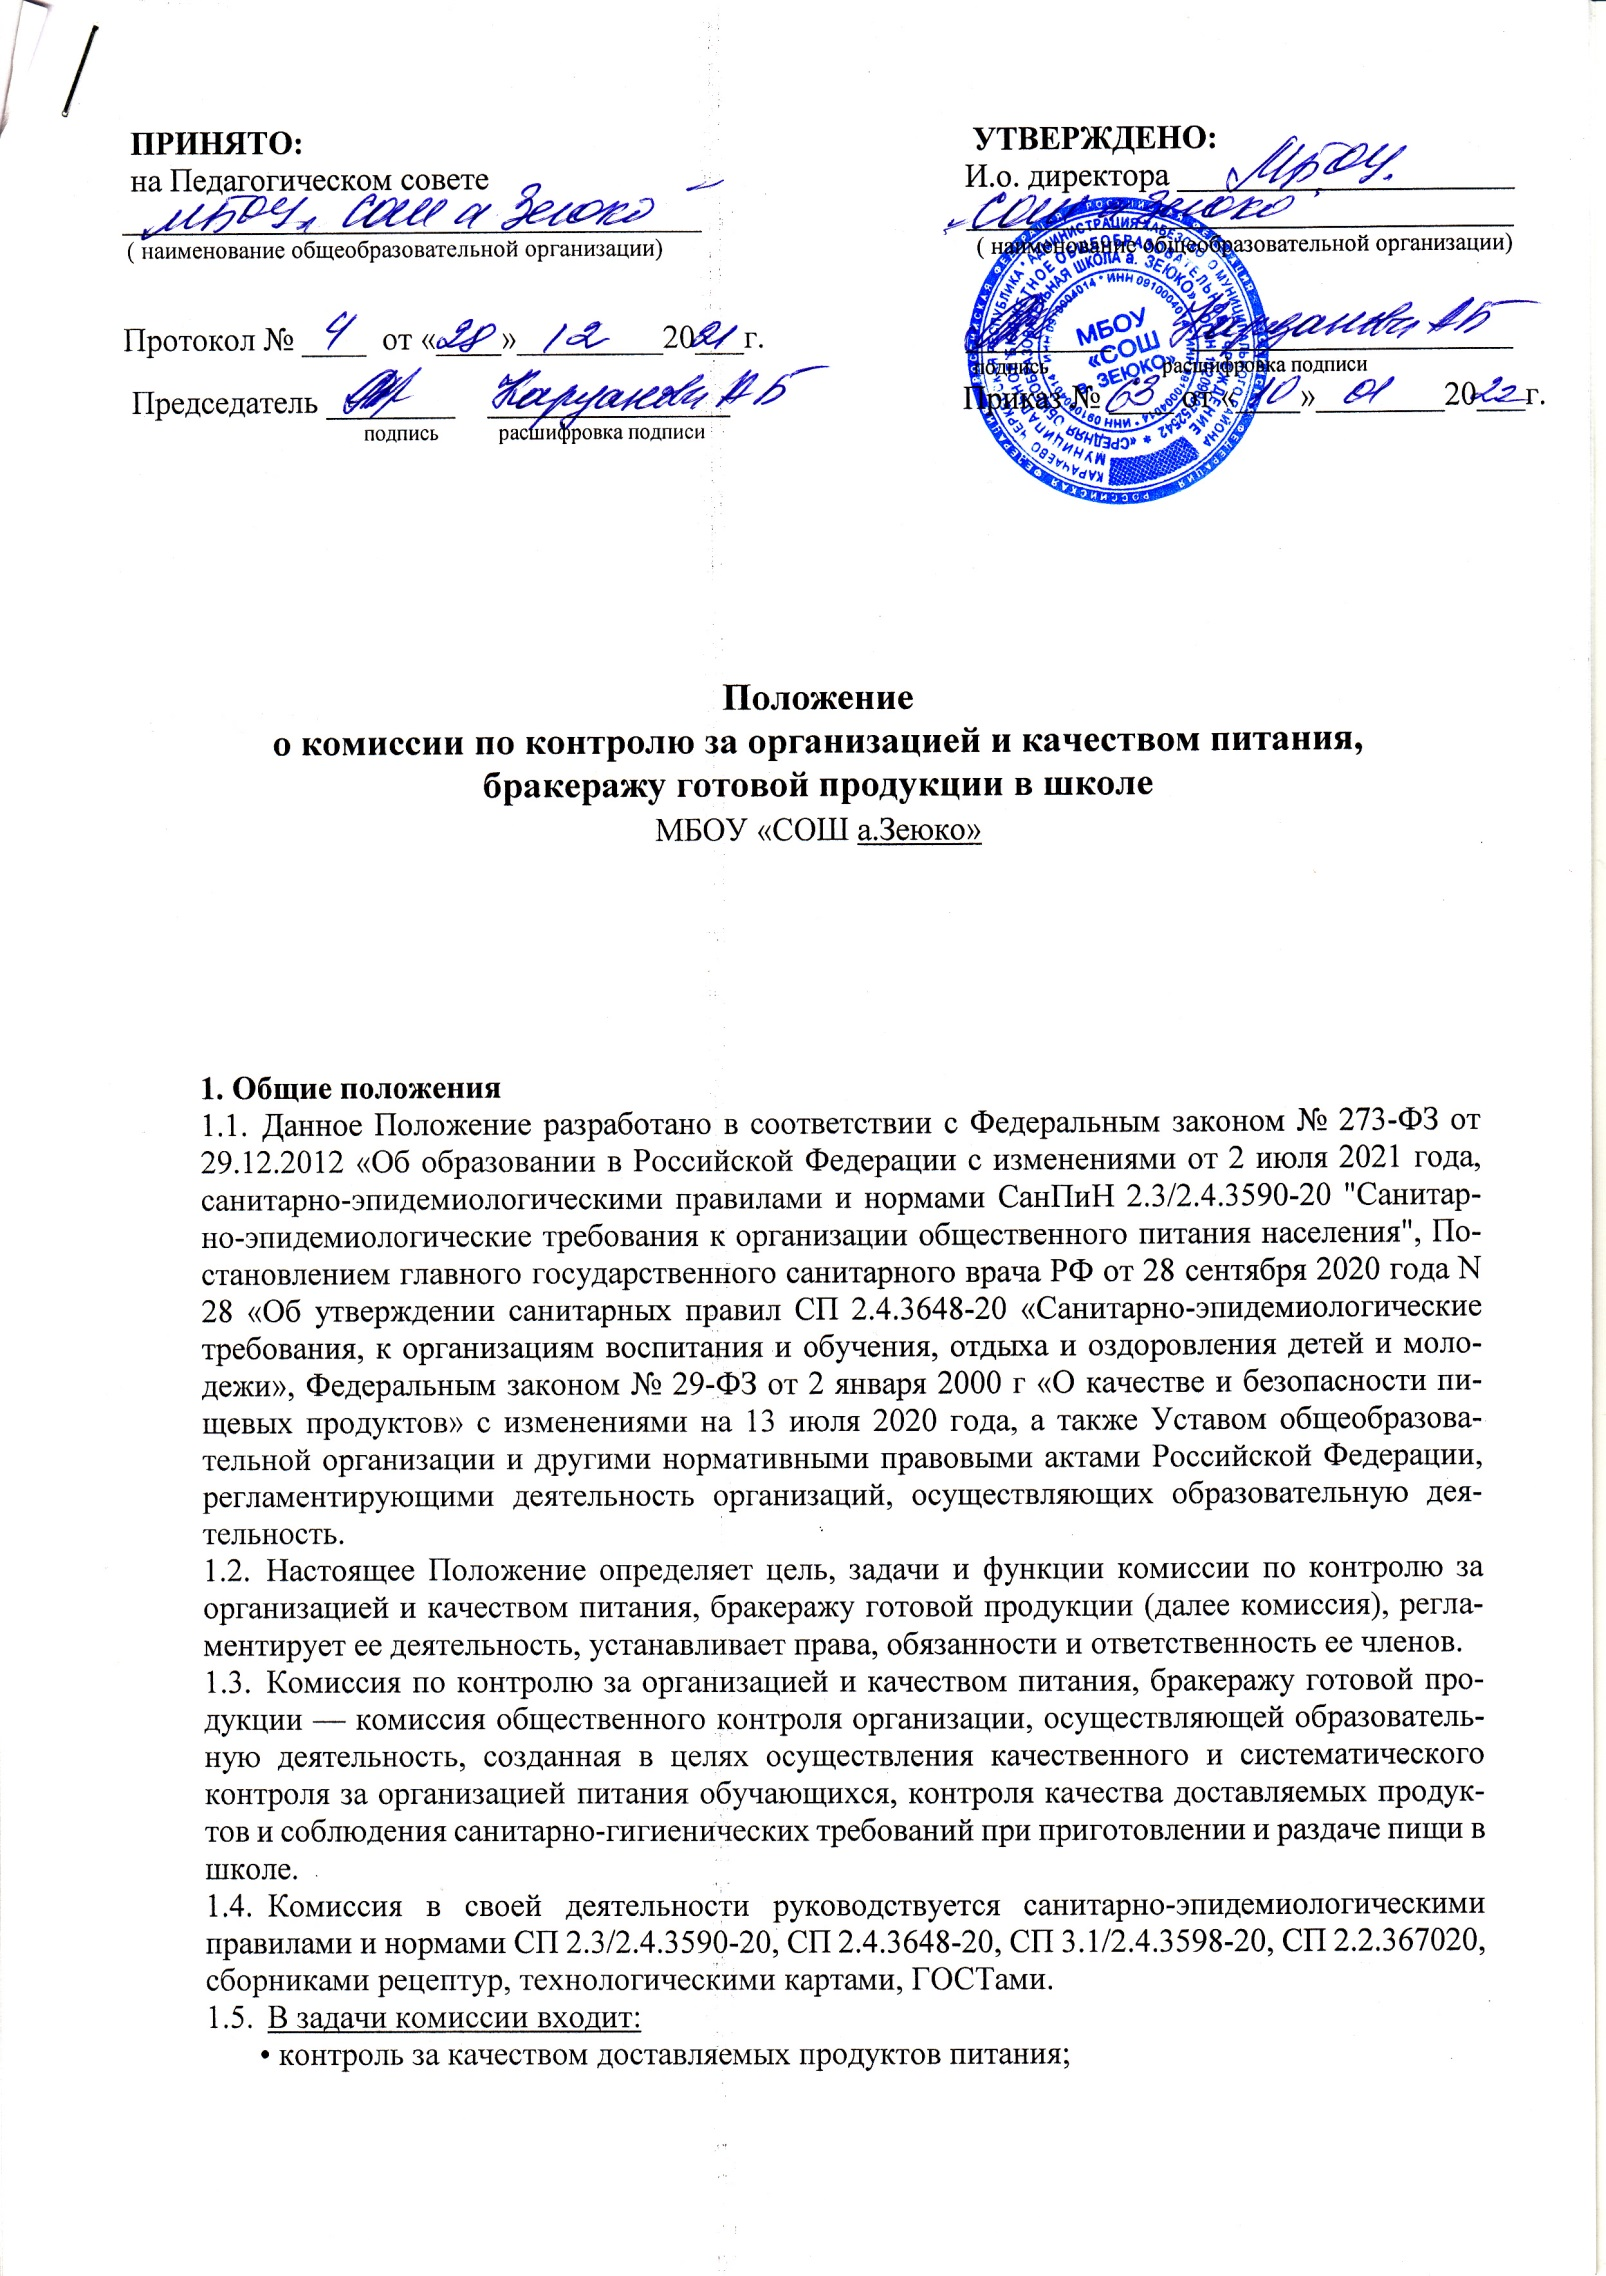 ПРИНЯТО:
на Педагогическом совете
МБОУ СОШ а Зеюко
( наименование общеобразовательной организации)
Протокол № 4 от «28» 12 2021 г.
Председатель
подпись расшифровка подписи
УТВЕРЖДЕНО:
И.о. директора МБОУ.
СОШ а Зеюко
( наименование общеобразовательной организации)
подпись расшифровка подписи
Приказ № 63 от «10» 01 2022 г.
МБОУ
«СОШ
а. ЗЕЮКО»
Положение
о комиссии по контролю за организацией и качеством питания,
бракеражу готовой продукции в школе
МБОУ «СОШ а.Зеюко»
1. Общие положения
1.1. Данное Положение разработано в соответствии с Федеральным законом № 273-ФЗ от
29.12.2012 «Об образовании в Российской Федерации с изменениями от 2 июля 2021 года,
санитарно-эпидемиологическими правилами и нормами СанПиН 2.3/2.4.3590-20 "Санитар-
но-эпидемиологические требования к организации общественного питания населения", По-
становлением главного государственного санитарного врача РФ от 28 сентября 2020 года N
28 «Об утверждении санитарных правил СП 2.4.3648-20 «Санитарно-эпидемиологические
требования, к организациям воспитания и обучения, отдыха и оздоровления детей и моло-
дежи», Федеральным законом № 29-ФЗ от 2 января 2000 г «О качестве и безопасности пи-
щевых продуктов» с изменениями на 13 июля 2020 года, а также Уставом общеобразова-
тельной организации и другими нормативными правовыми актами Российской Федерации,
регламентирующими деятельность организаций, осуществляющих образовательную дея-
тельность.
1.2. Настоящее Положение определяет цель, задачи и функции комиссии по контролю за
организацией и качеством питания, бракеражу готовой продукции (далее комиссия), регла-
ментирует ее деятельность, устанавливает права, обязанности и ответственность ее членов.
1.3. Комиссия по контролю за организацией и качеством питания, бракеражу готовой про-
дукции — комиссия общественного контроля организации, осуществляющей образователь-
ную деятельность, созданная в целях осуществления качественного и систематического
контроля за организацией питания обучающихся, контроля качества доставляемых продук-
тов и соблюдения санитарно-гигиенических требований при приготовлении и раздаче пищи в
школе.
1.4. Комиссия в своей деятельности руководствуется санитарно-эпидемиологическими
правилами и нормами СП 2.3/2.4.3590-20, СП 2.4.3648-20, СП 3.1/2.4.3598-20, СП 2.2.367020,
сборниками рецептур, технологическими картами, ГОСТами.
1.5. В задачи комиссии входит:
• контроль за качеством доставляемых продуктов питания;